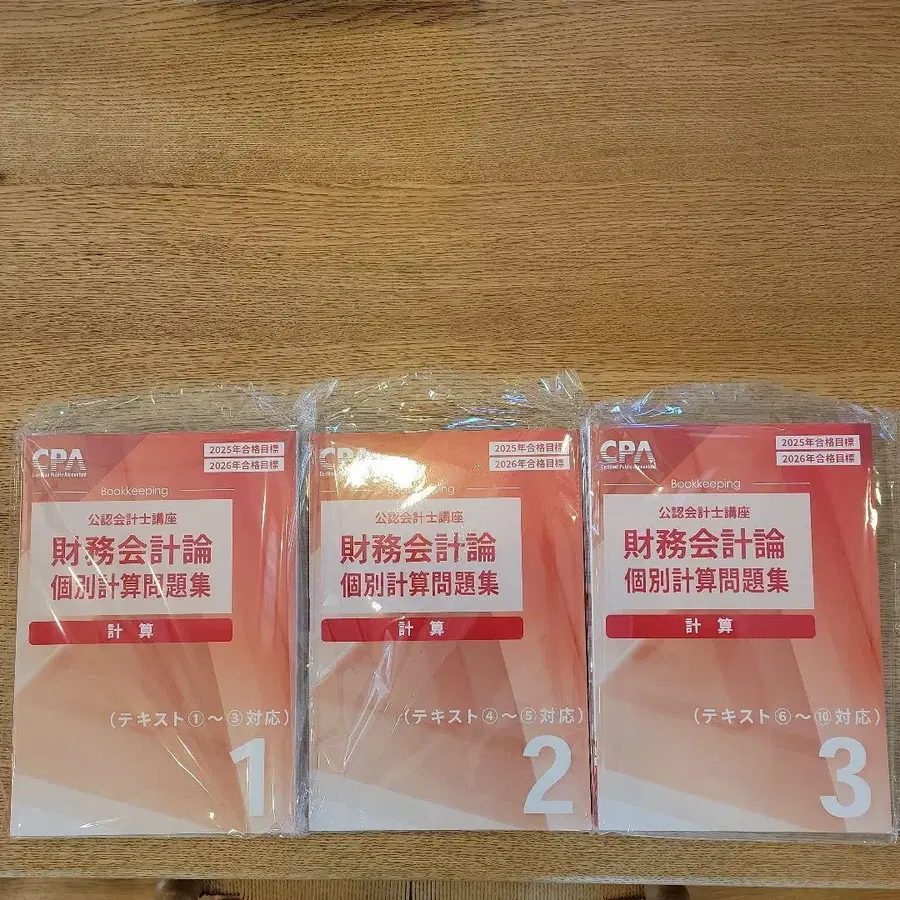 CPA
Certified Public Accountant
2025年合格目標
2026年合格目標
Bookkeeping
公認会計士講座
財務会計論
個別計算問題集
計算
(テキスト①～③対応)
1
CPA
2025年合格目標
2026年合格目標
Bookkeeping
公認会計士講座
財務会計論
個別計算問題集
計算
(テキスト④～⑤対応)
2
CPA
Certified Public Accountant
2025年合格目標
2026年合格目標
Bookkeeping
公認会計士講座
財務会計論
個別計算問題集
計算
(テキスト⑥～⑩対応)
3